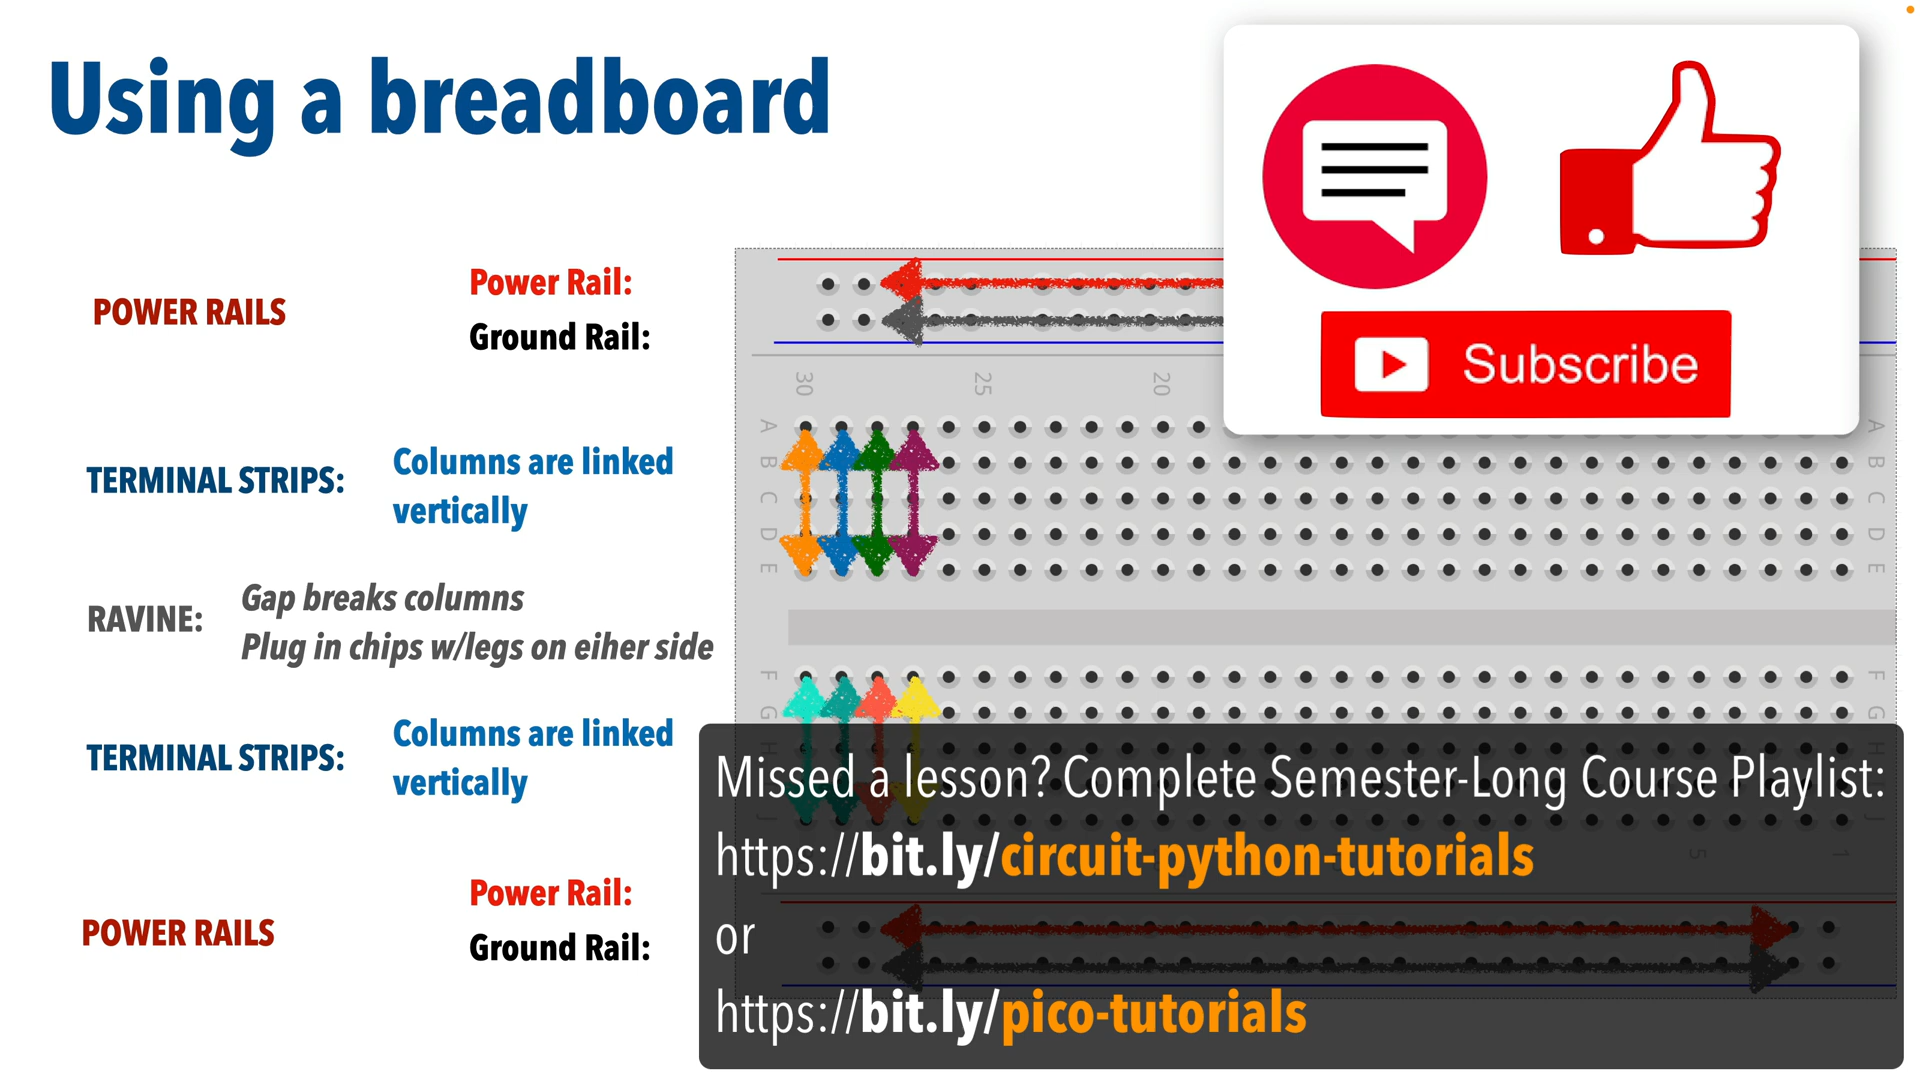 Using a breadboard
Subscribe
POWER RAILS
Power Rail:
Ground Rail:
30
25
20
A
A
B
B
C
C
D
D
E
E
TERMINAL STRIPS:
Columns are linked
vertically
RAVINE:
Gap breaks columns
Plug in chips w/legs on eiher side
F
F
G
G
H
H
J
J
5
1
TERMINAL STRIPS:
Columns are linked
vertically
POWER RAILS
Power Rail:
Ground Rail:
Missed a lesson? Complete Semester-Long Course Playlist:
https://bit.ly/circuit-python-tutorials
or
https://bit.ly/pico-tutorials